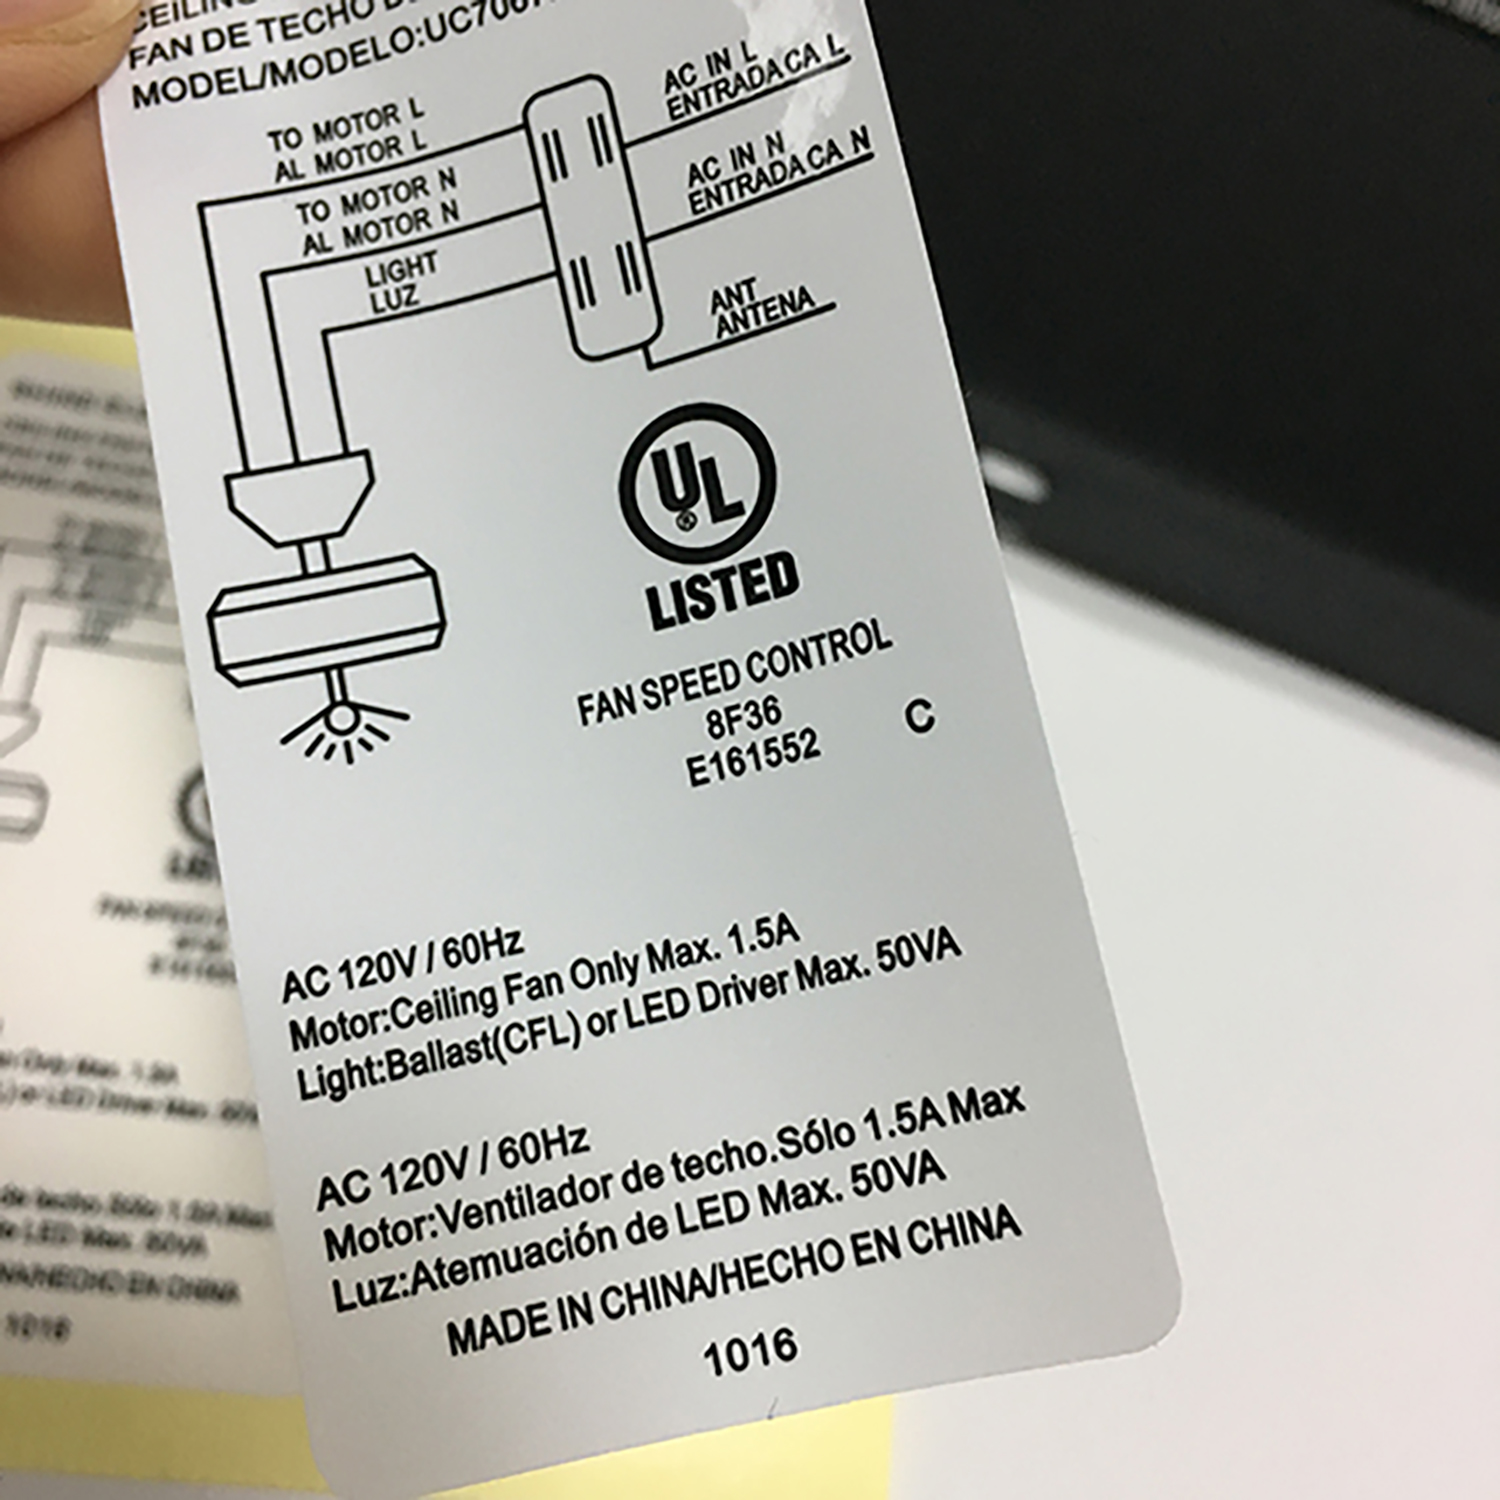 FAN DE TECHO
MODEL/MODELO:
AC IN L
ENTRADA CA L
TO MOTOR L
AL MOTOR L
AC IN N
ENTRADA CA N
TO MOTOR N
AL MOTOR N
LIGHT
LUZ
ANT
ANTENA
UL
®
LISTED
FAN SPEED CONTROL
8F36
C
E161552
AC 120V / 60Hz
Motor:Ceiling Fan Only Max. 1.5A
Light:Ballast(CFL) or LED Driver Max. 50VA
AC 120V / 60Hz
Motor:Ventilador de techo.Sólo 1.5A Max
Luz:Atemuación de LED Max. 50VA
MADE IN CHINA/HECHO EN CHINA
1016
1016